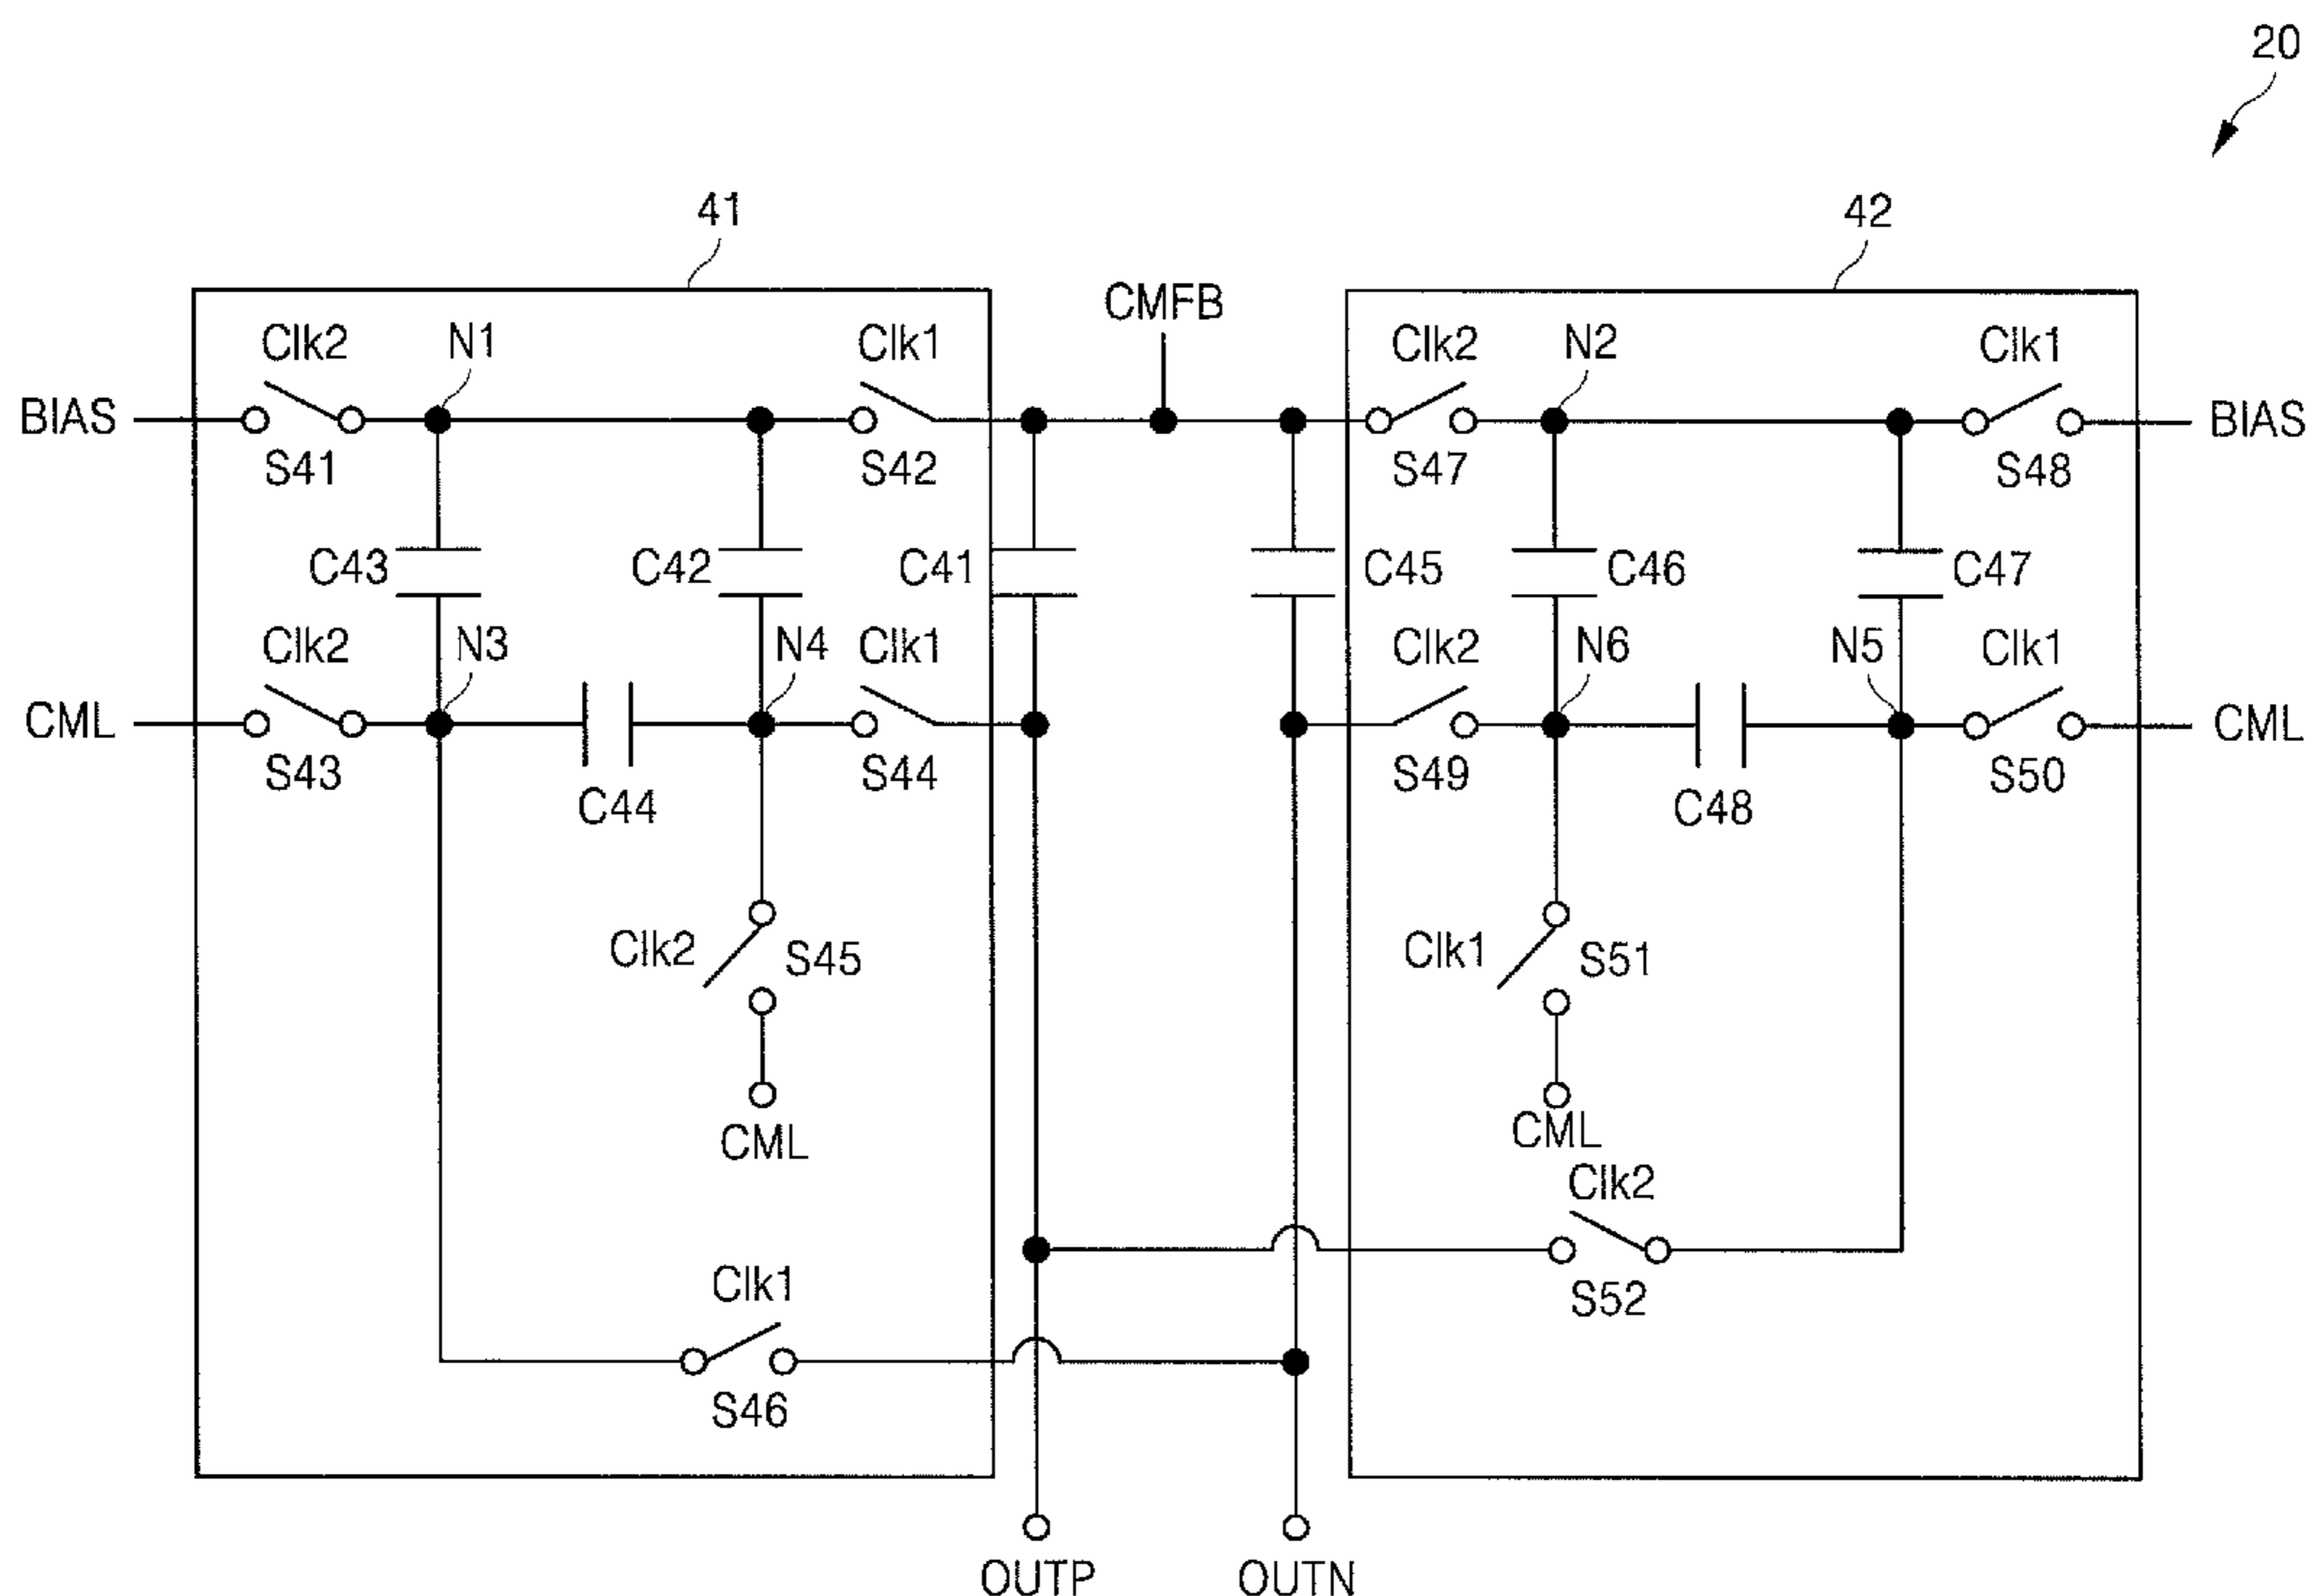 20
41
42
CMFB
Clk2
N1
Clk1
Clk2
N2
Clk1
BIAS
BIAS
S41
S42
S47
S48
C43
C42
C41
C45
C46
C47
Clk2
N3
N4
Clk1
Clk2
N6
N5
Clk1
CML
CML
S43
S44
S49
S50
C44
C48
Clk2
S45
Clk1
S51
CML
CML
Clk2
Clk1
S52
S46
OUTP
OUTN